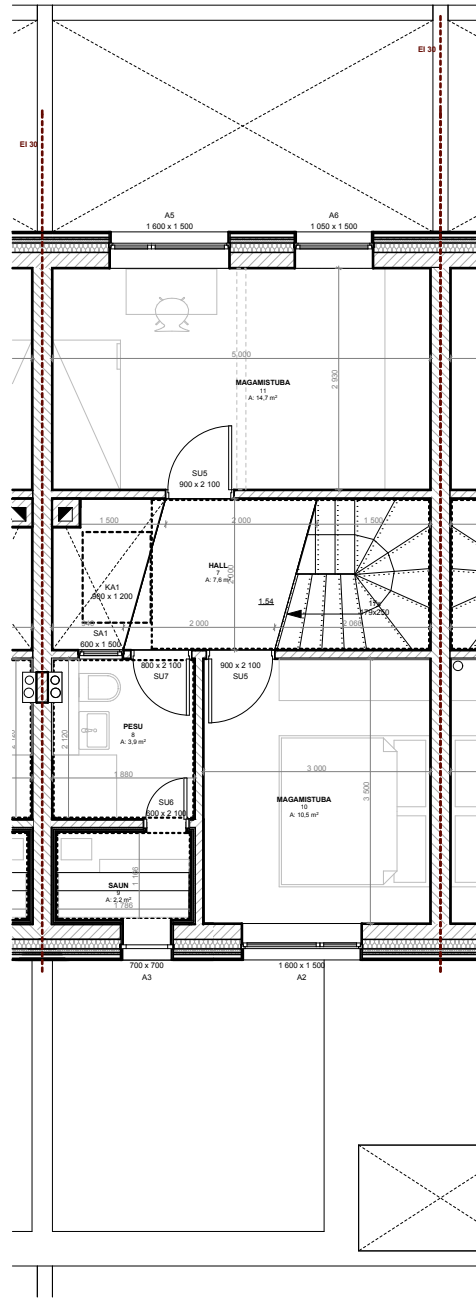 EI 30
EI 30
A5
1 600 x 1 500
A6
1 050 x 1 500
5 000
2 930
MAGAMISTUBA
11
A: 14,7 m²
SU5
900 x 2 100
1 500
2 000
1 500
HALL
7
A: 7,6 m²
2 100
KA1
900 x 1 200
1.54
179x250
SA1
600 x 1 500
2 000
2 068
800 x 2 100
SU7
900 x 2 100
SU5
PESU
8
A: 3,9 m²
2 120
1 880
3 000
3 500
MAGAMISTUBA
10
A: 10,5 m²
SU6
800 x 2 100
SAUN
9
A: 2,2 m²
1 786
700 x 700
A3
1 600 x 1 500
A2